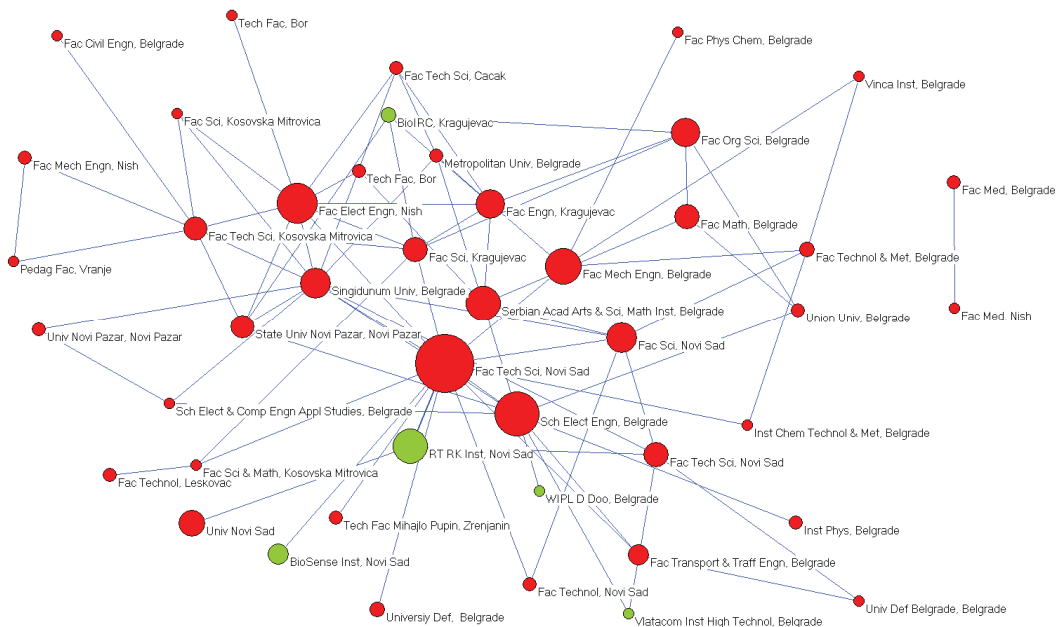 Tech Fac, Bor
Fac Civil Engn, Belgrade
Fac Phys Chem, Belgrade
Fac Tech Sci, Cacak
Vinca Inst, Belgrade
Fac Sci, Kosovska Mitrovica
BioIRC, Kragujevac
Fac Org Sci, Belgrade
Fac Mech Engn, Nish
Metropolitan Univ, Belgrade
Tech Fac, Bor
Fac Med, Belgrade
Fac Elect Engn, Nish
Fac Engn, Kragujevac
Fac Math, Belgrade
Fac Tech Sci, Kosovska Mitrovica
Fac Sci, Kragujevac
Fac Technol & Met, Belgrade
Pedag Fac, Vranje
Fac Mech Engn, Belgrade
Singidunum Univ, Belgrade
Serbian Acad Arts & Sci, Math Inst, Belgrade
Union Univ, Belgrade
Fac Med. Nish
Univ Novi Pazar, Novi Pazar
State Univ Novi Pazar, Novi Pazar
Fac Sci, Novi Sad
Fac Tech Sci, Novi Sad
Sch Elect & Comp Engn Appl Studies, Belgrade
Sch Elect Engn, Belgrade
Inst Chem Technol & Met, Belgrade
RT RK Inst, Novi Sad
Fac Tech Sci, Novi Sad
Fac Sci & Math, Kosovska Mitrovica
Fac Technol, Leskovac
WIPL D Doo, Belgrade
Univ Novi Sad
Tech Fac Mihajlo Pupin, Zrenjanin
Inst Phys, Belgrade
BioSense Inst, Novi Sad
Fac Transport & Traff Engn, Belgrade
Fac Technol, Novi Sad
Universiy Def, Belgrade
Univ Def Belgrade, Belgrade
Vlatacom Inst High Technol, Belgrade